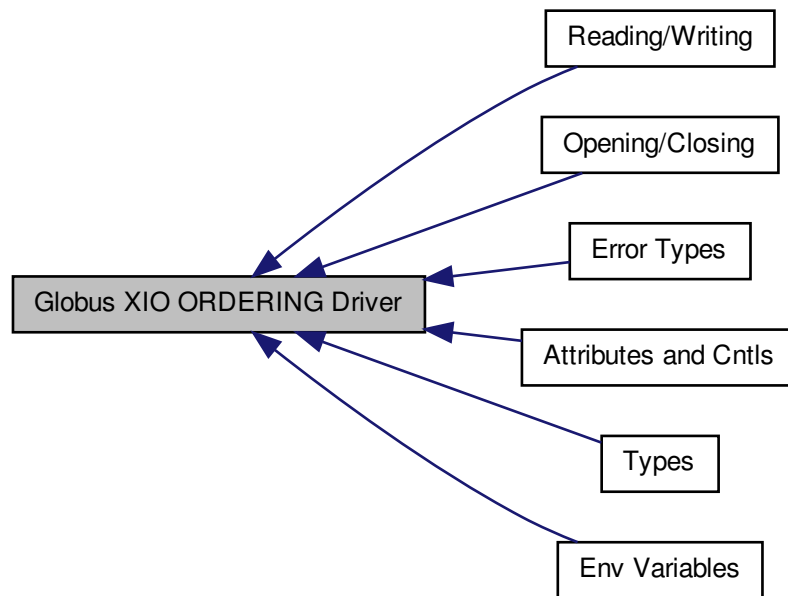 Reading/Writing
Opening/Closing
Error Types
Globus XIO ORDERING Driver
Attributes and Cntls
Types
Env Variables